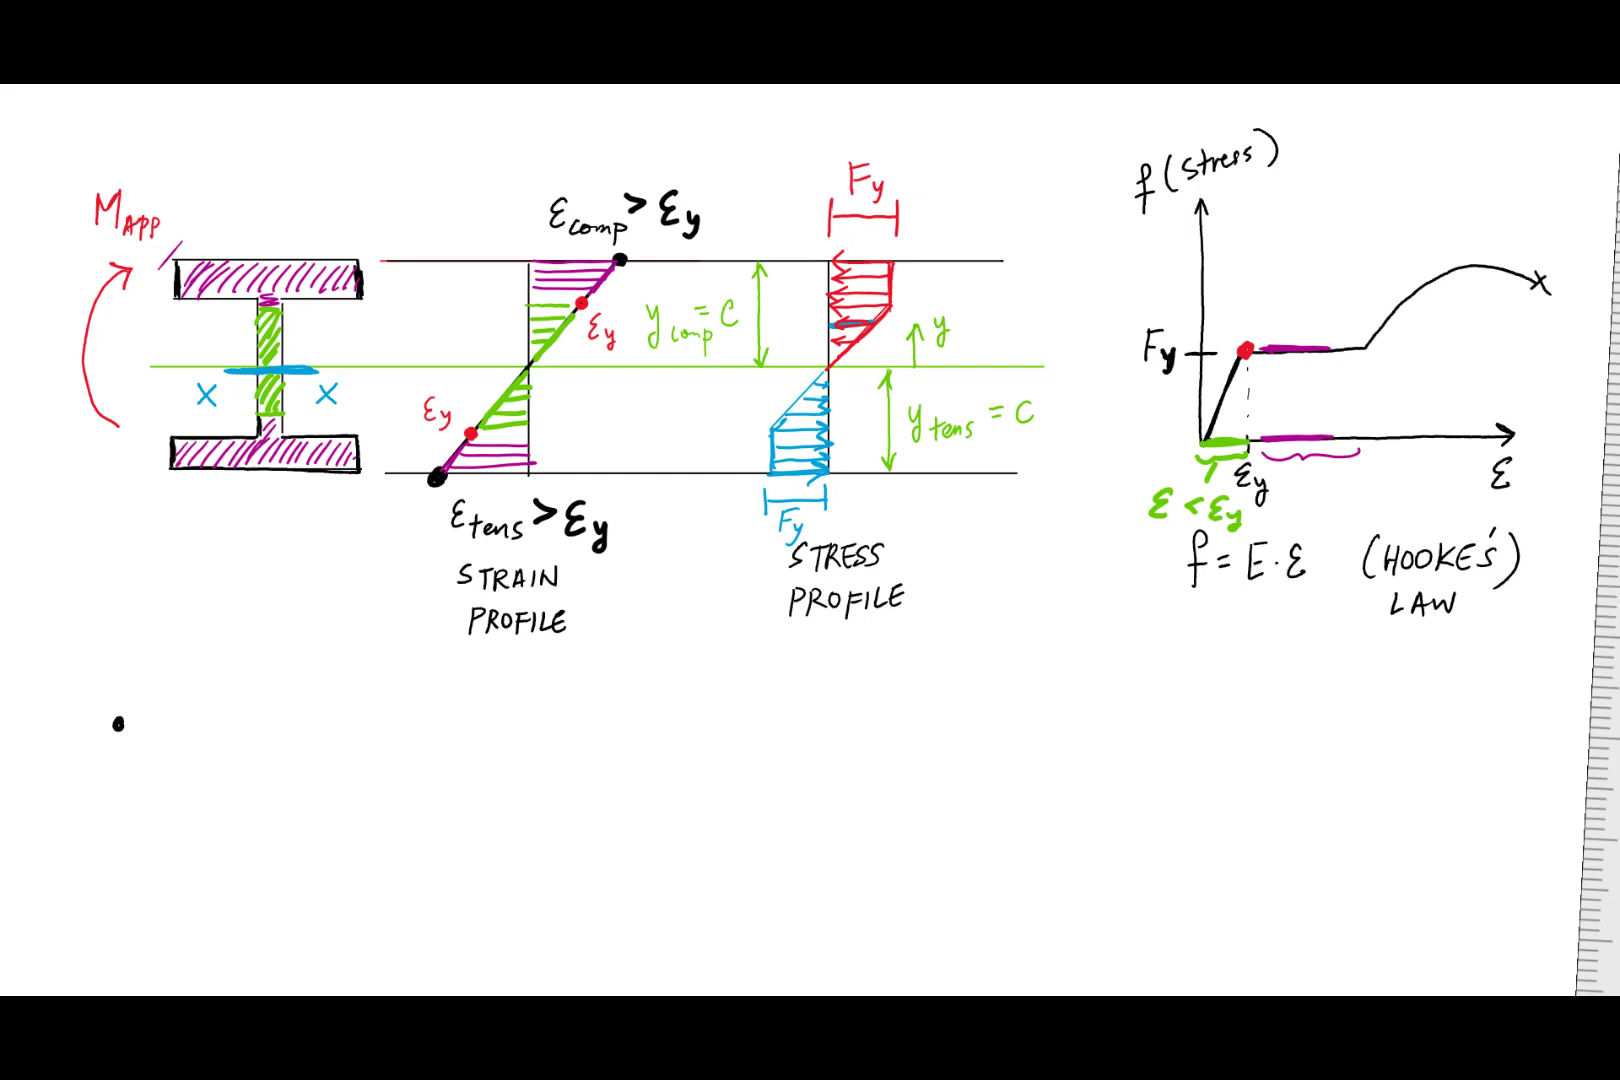 M_APP
x x
ε_comp > ε_y
ε_y
ε_y
ε_tens > ε_y
STRAIN
PROFILE
y_comp = C
F_y
y
y_tens = C
F_y
STRESS
PROFILE
f (stress)
F_y
ε_y
ε
ε < ε_y
f = E · ε (HOOKE'S)
LAW